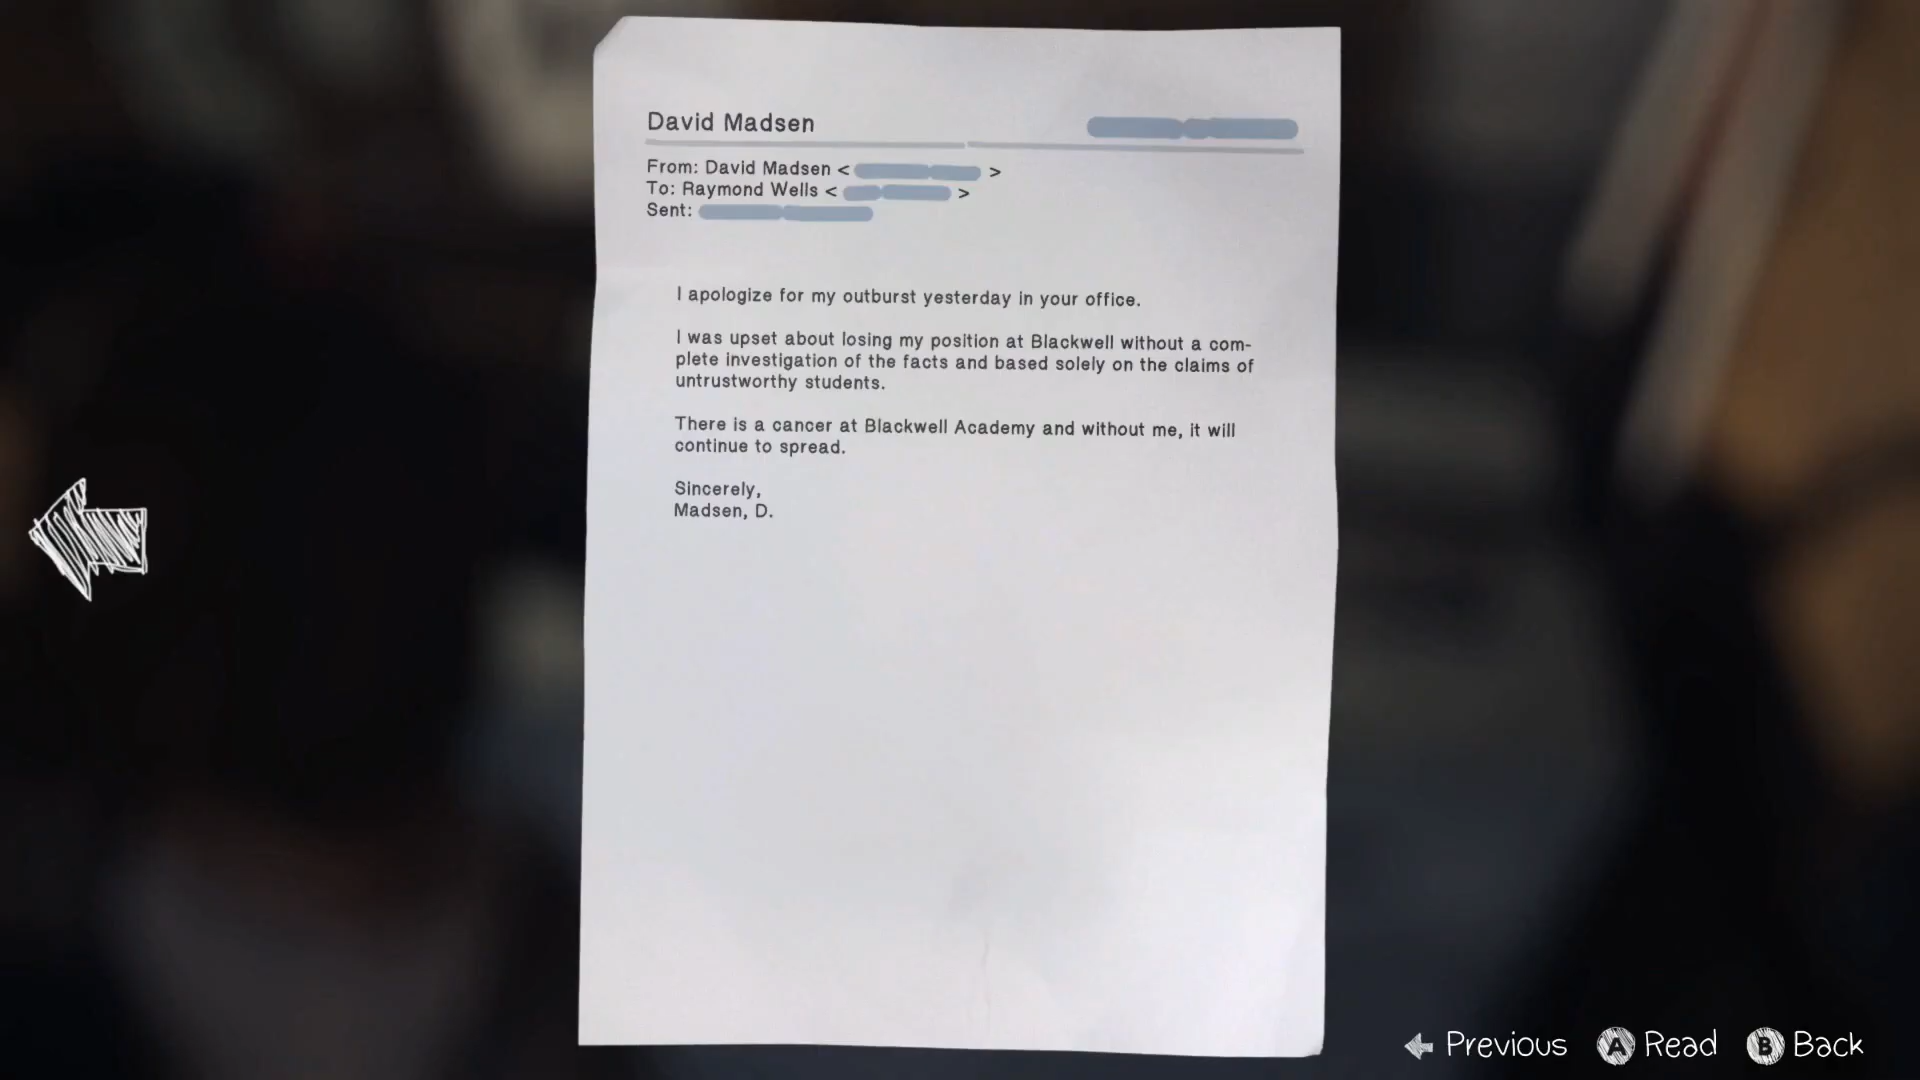 David Madsen
From: David Madsen < >
To: Raymond Wells < >
Sent:
I apologize for my outburst yesterday in your office.
I was upset about losing my position at Blackwell without a com-
plete investigation of the facts and based solely on the claims of
untrustworthy students.
There is a cancer at Blackwell Academy and without me, it will
continue to spread.
Sincerely,
Madsen, D.
Previous A Read B Back